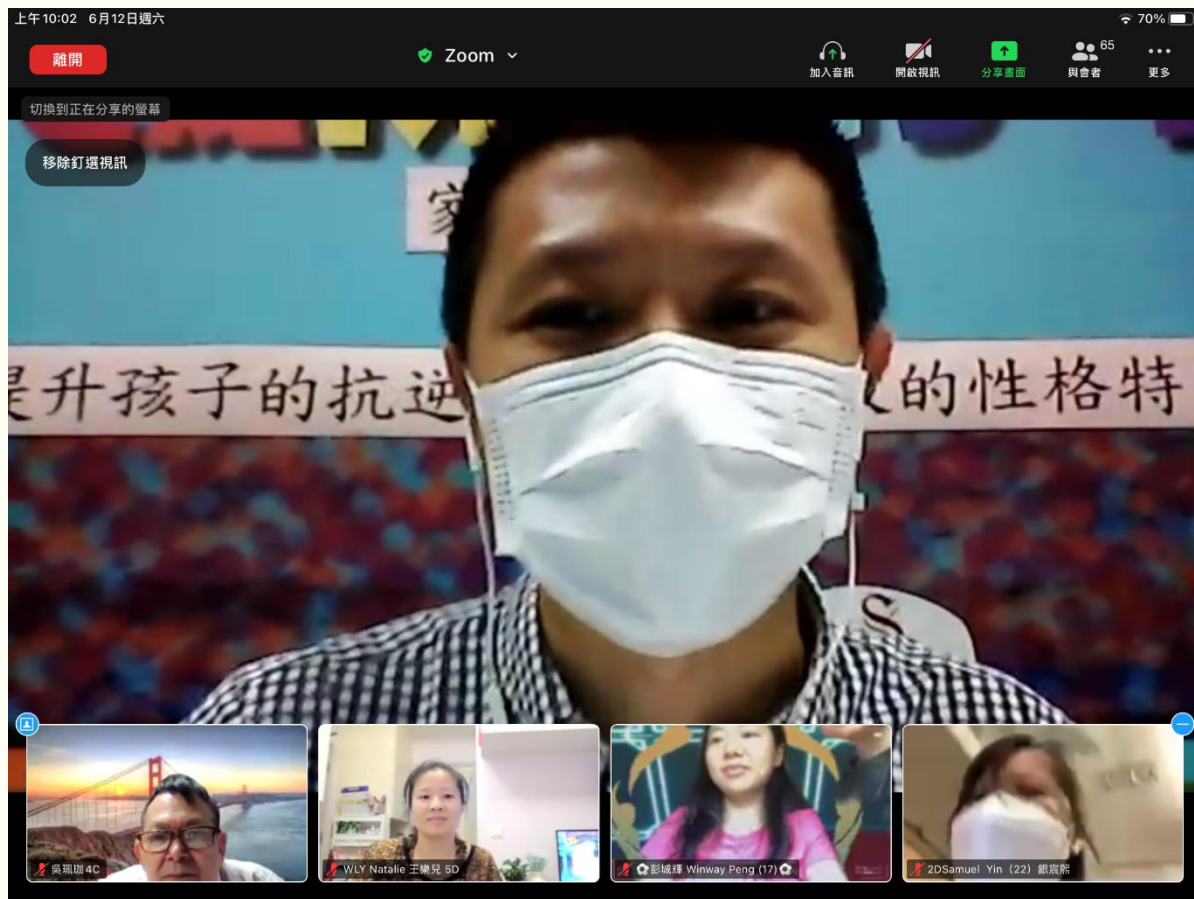 上午10:02 6月12日週六
70%
離開
Zoom
加入音訊
開啟視訊
分享畫面
65
與會者
更多
切換到正在分享的螢幕
移除釘選視訊
家
提升孩子的抗逆
的性格特
S
吳珮珈4C
WLY Natalie 王樂兒 5D
彭城輝 Winway Peng (17)
2DSamuel Yin (22) 銀宸熙